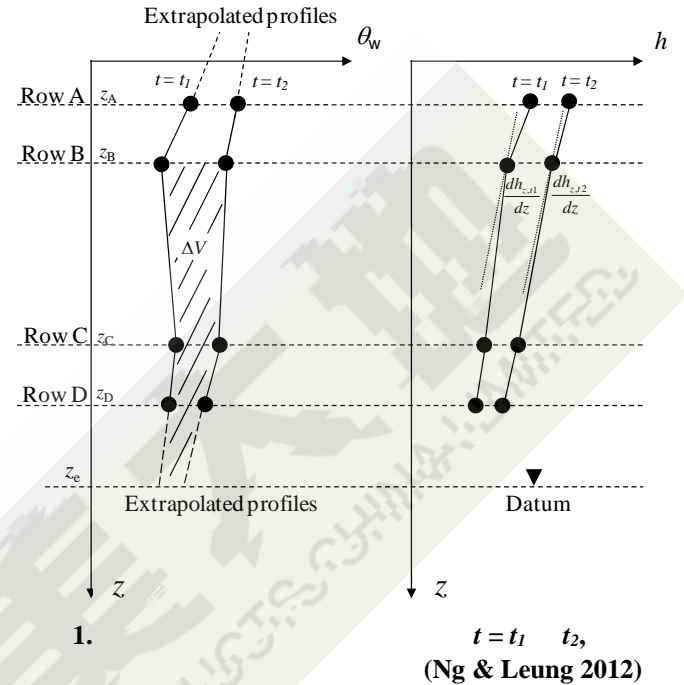 Extrapolated profiles
θw
h
t = t1
t = t2
t = t1
t = t2
Row A
zA
Row B
zB
dhz,t1
dz
dhz,t2
dz
ΔV
Row C
zC
Row D
zD
ze
Extrapolated profiles
Datum
z
z
1.
t = t1 t2,
(Ng & Leung 2012)